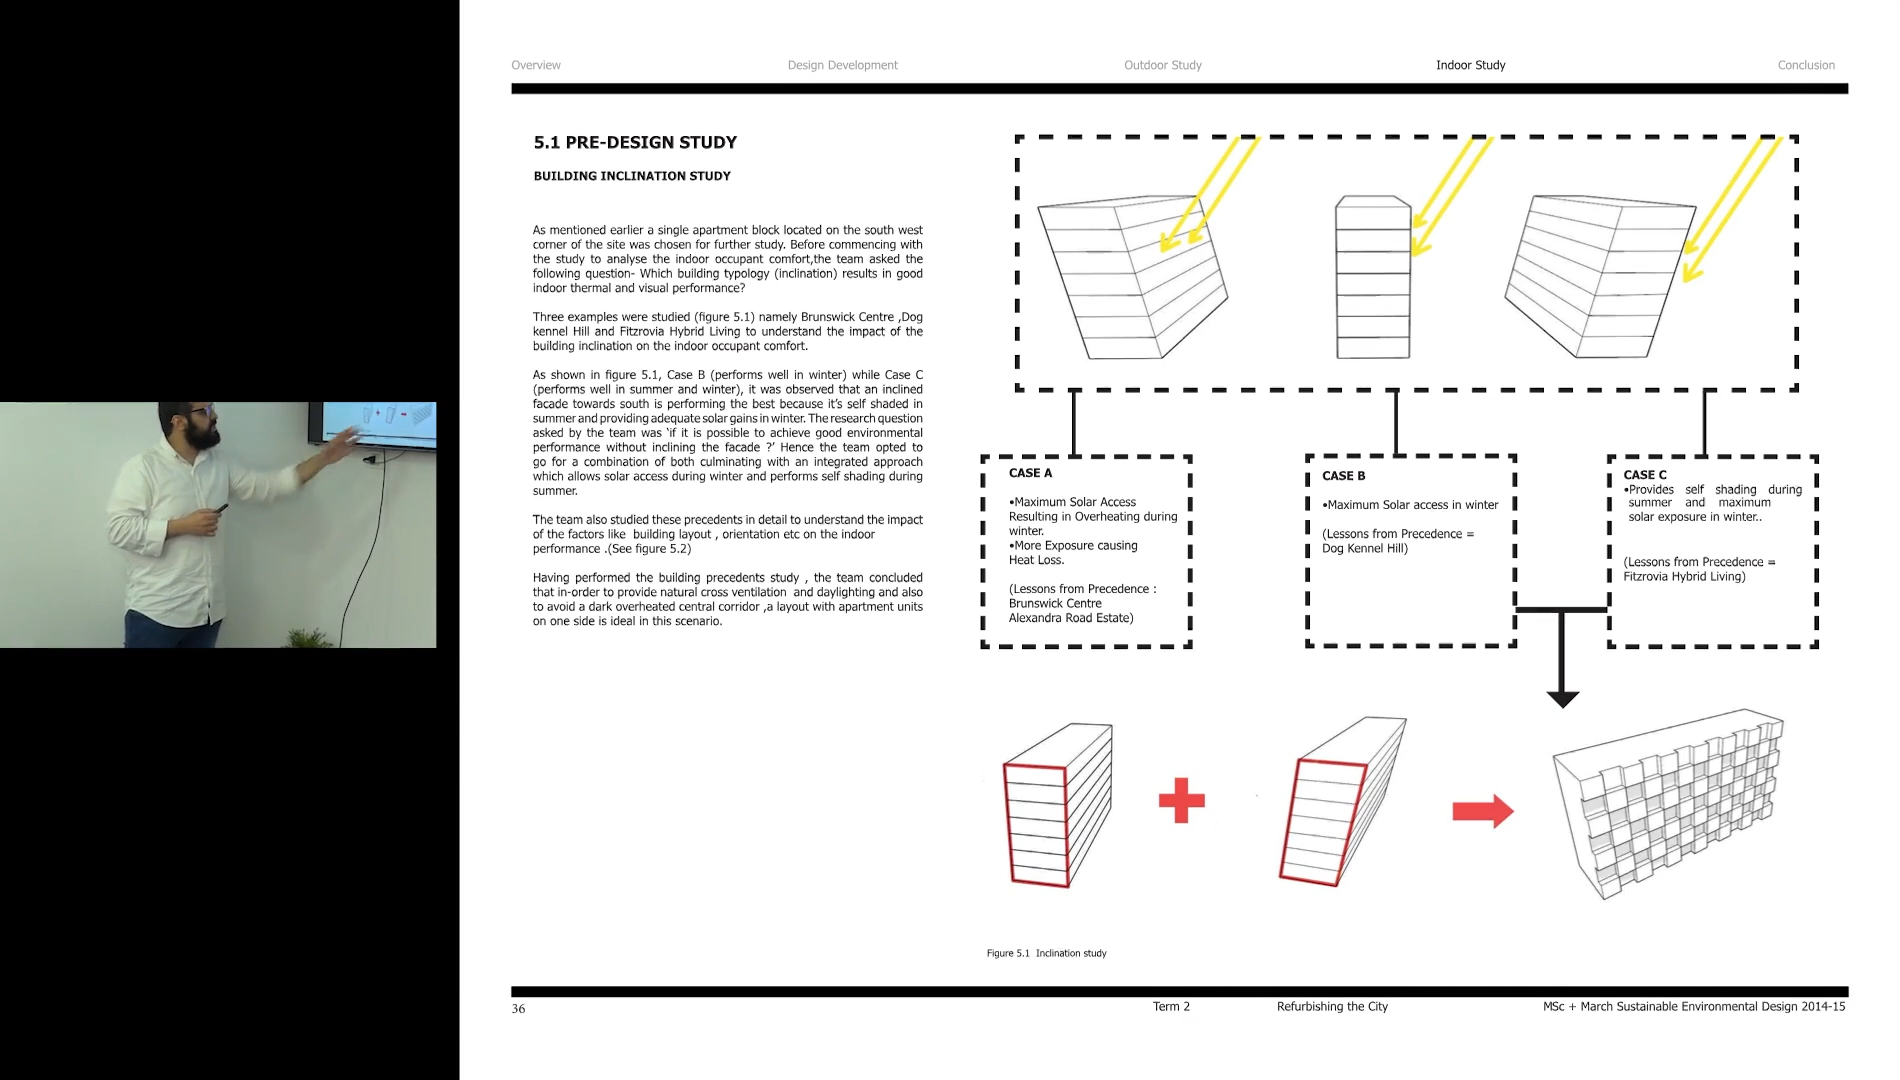 Overview
Design Development
Outdoor Study
Indoor Study
Conclusion
5.1 PRE-DESIGN STUDY
BUILDING INCLINATION STUDY
As mentioned earlier a single apartment block located on the south west
corner of the site was chosen for further study. Before commencing with
the study to analyse the indoor occupant comfort,the team asked the
following question- Which building typology (inclination) results in good
indoor thermal and visual performance?
Three examples were studied (figure 5.1) namely Brunswick Centre ,Dog
kennel Hill and Fitzrovia Hybrid Living to understand the impact of the
building inclination on the indoor occupant comfort.
As shown in figure 5.1, Case B (performs well in winter) while Case C
(performs well in summer and winter), it was observed that an inclined
facade towards south is performing the best because it's self shaded in
summer and providing adequate solar gains in winter. The research question
asked by the team was 'if it is possible to achieve good environmental
performance without inclining the facade ?' Hence the team opted to
go for a combination of both culminating with an integrated approach
which allows solar access during winter and performs self shading during
summer.
The team also studied these precedents in detail to understand the impact
of the factors like building layout , orientation etc on the indoor
performance .(See figure 5.2)
Having performed the building precedents study , the team concluded
that in-order to provide natural cross ventilation and daylighting and also
to avoid a dark overheated central corridor ,a layout with apartment units
on one side is ideal in this scenario.
CASE A
•Maximum Solar Access
Resulting in Overheating during
winter.
•More Exposure causing
Heat Loss.
(Lessons from Precedence :
Brunswick Centre
Alexandra Road Estate)
CASE B
•Maximum Solar access in winter
(Lessons from Precedence =
Dog Kennel Hill)
CASE C
•Provides self shading during
summer and maximum
solar exposure in winter..
(Lessons from Precedence =
Fitzrovia Hybrid Living)
Figure 5.1 Inclination study
36
Term 2
Refurbishing the City
MSc + March Sustainable Environmental Design 2014-15